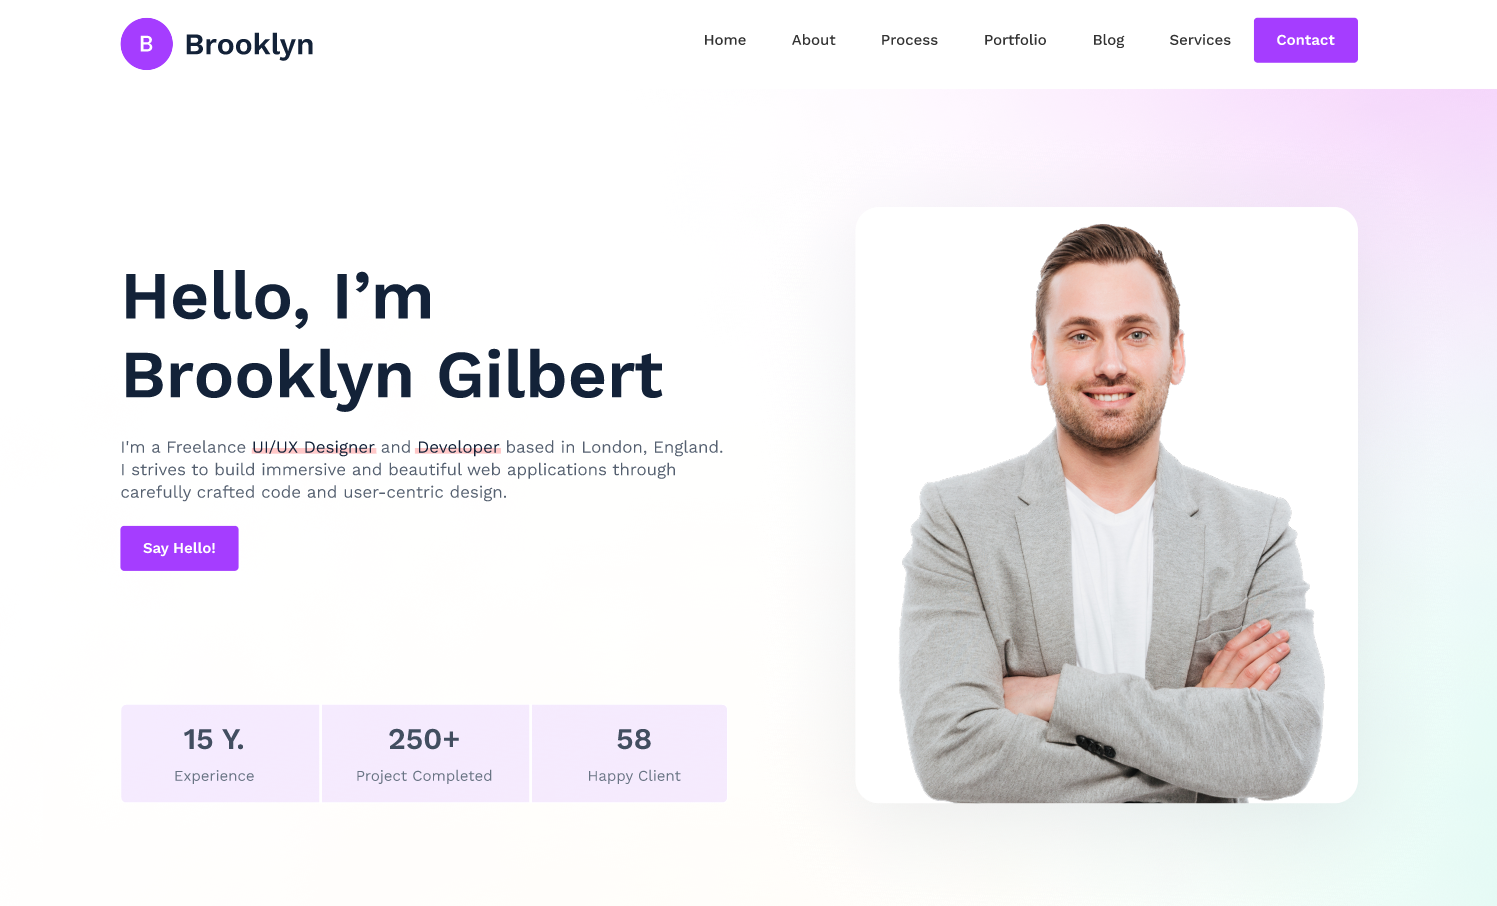 B Brooklyn
Home About Process Portfolio Blog Services Contact
Hello, I’m
Brooklyn Gilbert
I'm a Freelance UI/UX Designer and Developer based in London, England.
I strives to build immersive and beautiful web applications through
carefully crafted code and user-centric design.
Say Hello!
15 Y.
Experience
250+
Project Completed
58
Happy Client